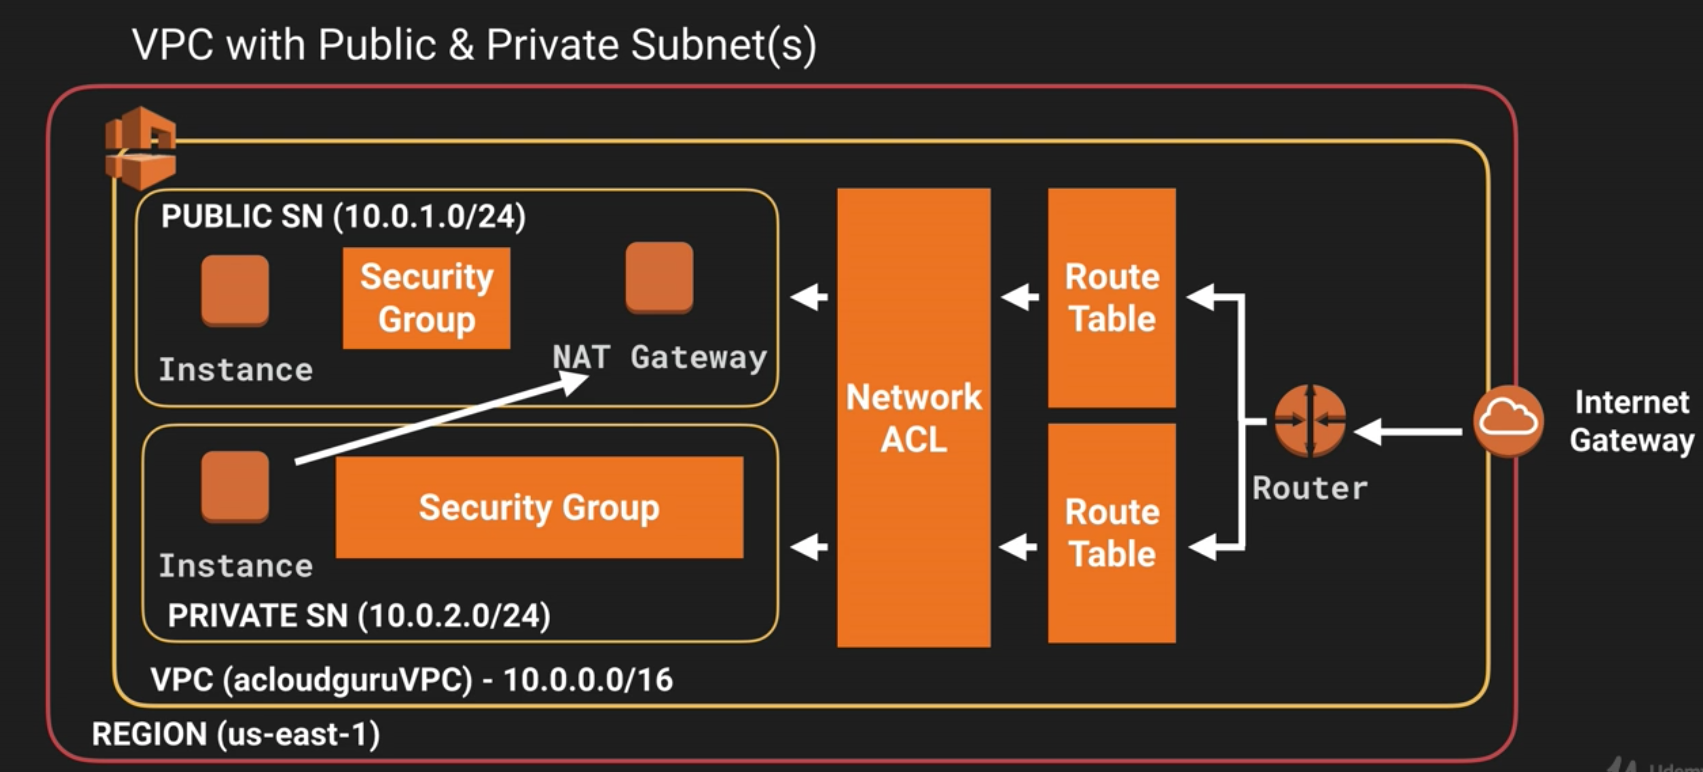 VPC with Public & Private Subnet(s)
PUBLIC SN (10.0.1.0/24)
Security
Group
Instance
NAT Gateway
Security Group
Instance
PRIVATE SN (10.0.2.0/24)
VPC (acloudguruVPC) - 10.0.0.0/16
REGION (us-east-1)
Network
ACL
Route
Table
Route
Table
Router
Internet
Gateway